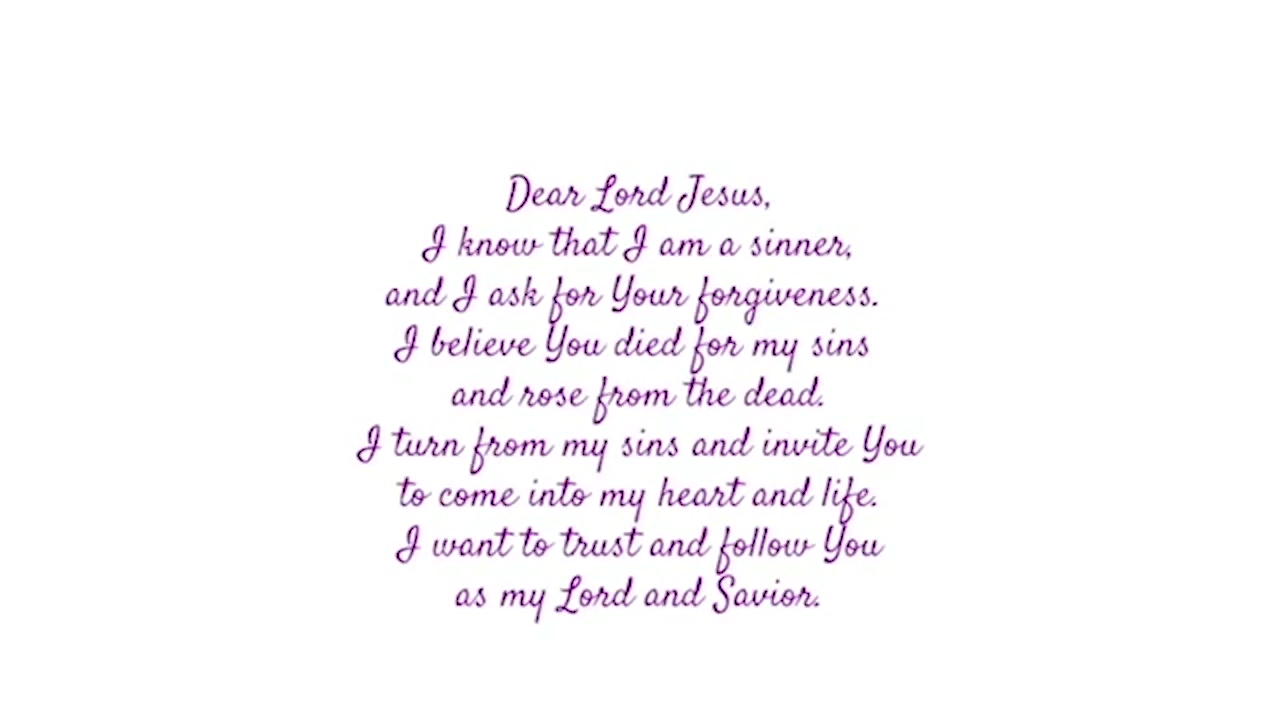 Dear Lord Jesus,
I know that I am a sinner,
and I ask for Your forgiveness.
I believe You died for my sins
and rose from the dead.
I turn from my sins and invite You
to come into my heart and life.
I want to trust and follow You
as my Lord and Savior.